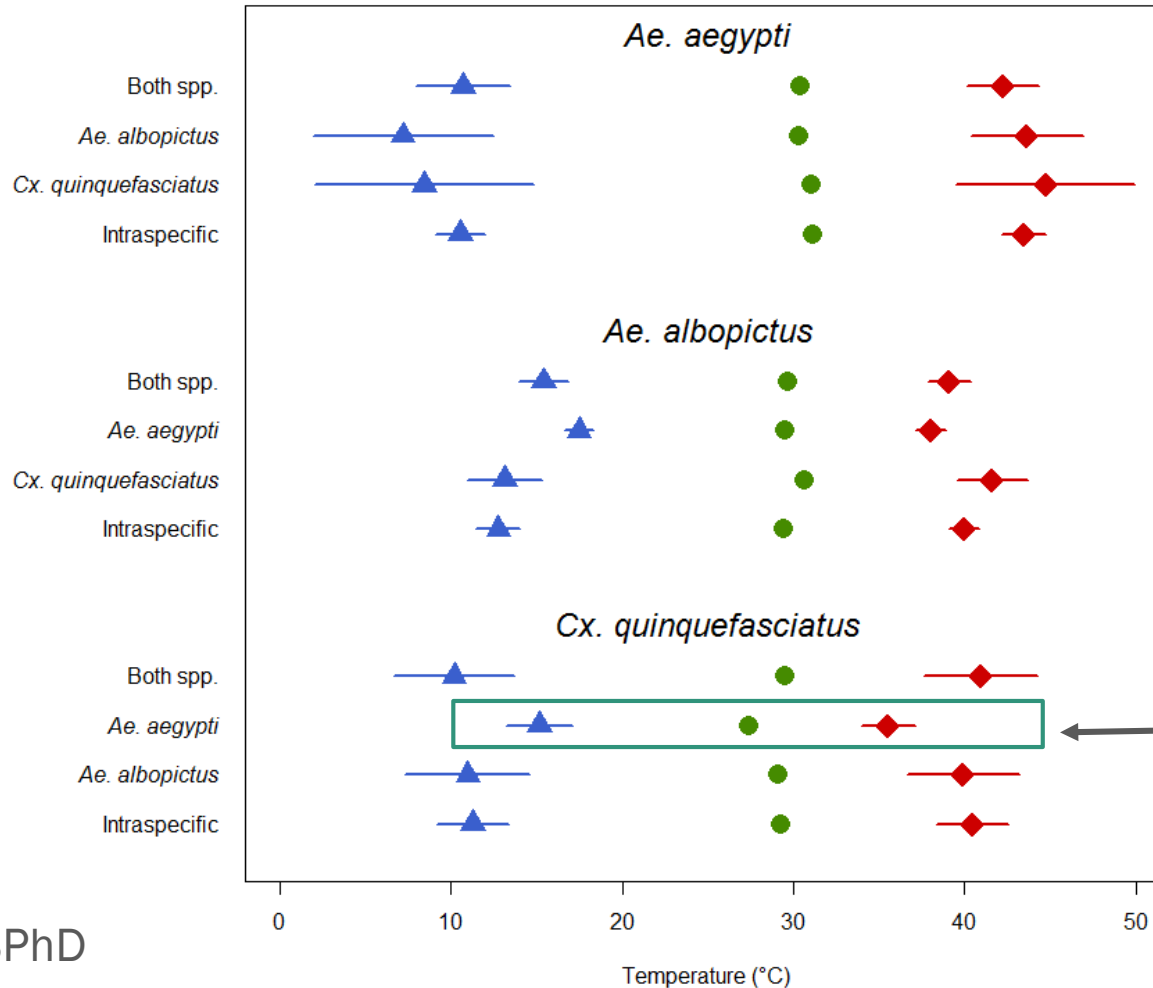 Ae. aegypti
Both spp.
Ae. albopictus
Cx. quinquefasciatus
Intraspecific
Ae. albopictus
Both spp.
Ae. aegypti
Cx. quinquefasciatus
Intraspecific
Cx. quinquefasciatus
Both spp.
Ae. aegypti
Ae. albopictus
Intraspecific
0 10 20 30 40 50
PhD
Temperature (°C)